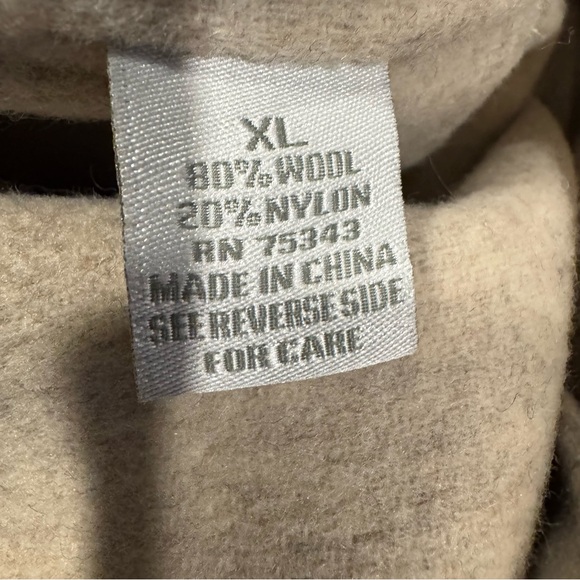 XL
80% WOOL
20% NYLON
RN 75343
MADE IN CHINA
SEE REVERSE SIDE
FOR CARE